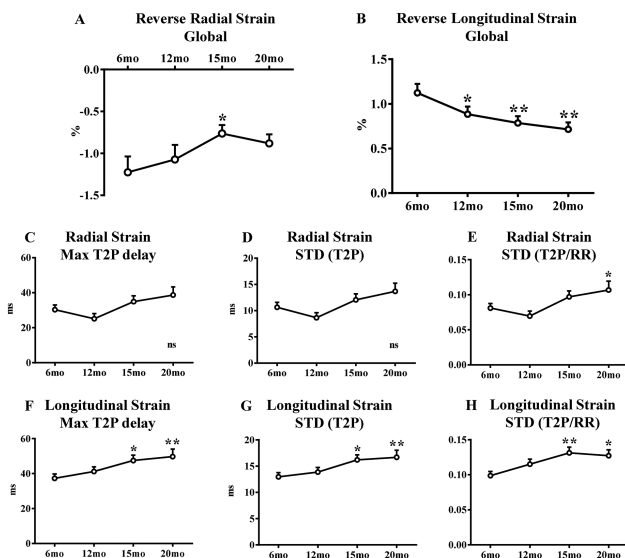 A Reverse Radial Strain
Global
6mo 12mo 15mo 20mo
0.0
-0.5
-1.0
-1.5
%
*
B Reverse Longitudinal Strain
Global
1.5
1.0
0.5
0.0
%
* ** **
6mo 12mo 15mo 20mo
C Radial Strain
Max T2P delay
60
40
20
0
ms
ns
6mo 12mo 15mo 20mo
D Radial Strain
STD (T2P)
20
15
10
5
0
ms
ns
6mo 12mo 15mo 20mo
E Radial Strain
STD (T2P/RR)
0.15
0.10
0.05
0.00
*
6mo 12mo 15mo 20mo
F Longitudinal Strain
Max T2P delay
60
40
20
0
ms
* **
6mo 12mo 15mo 20mo
G Longitudinal Strain
STD (T2P)
20
15
10
5
0
ms
* **
6mo 12mo 15mo 20mo
H Longitudinal Strain
STD (T2P/RR)
0.15
0.10
0.05
0.00
** *
6mo 12mo 15mo 20mo